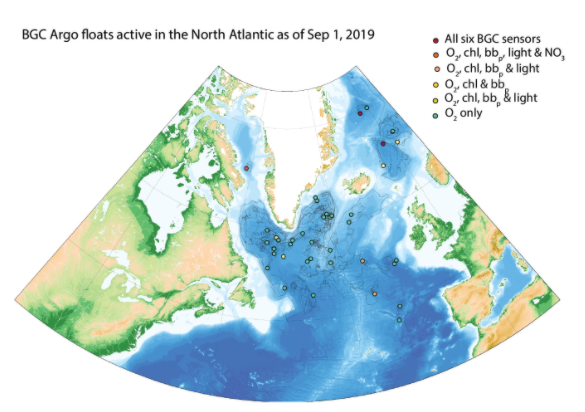 BGC Argo floats active in the North Atlantic as of Sep 1, 2019
All six BGC sensors
O₂, chl, bbₚ, light & NO₃
O₂, chl, bbₚ & light
O₂, chl & bbₚ
O₂, chl, bbₚ & light
O₂ only